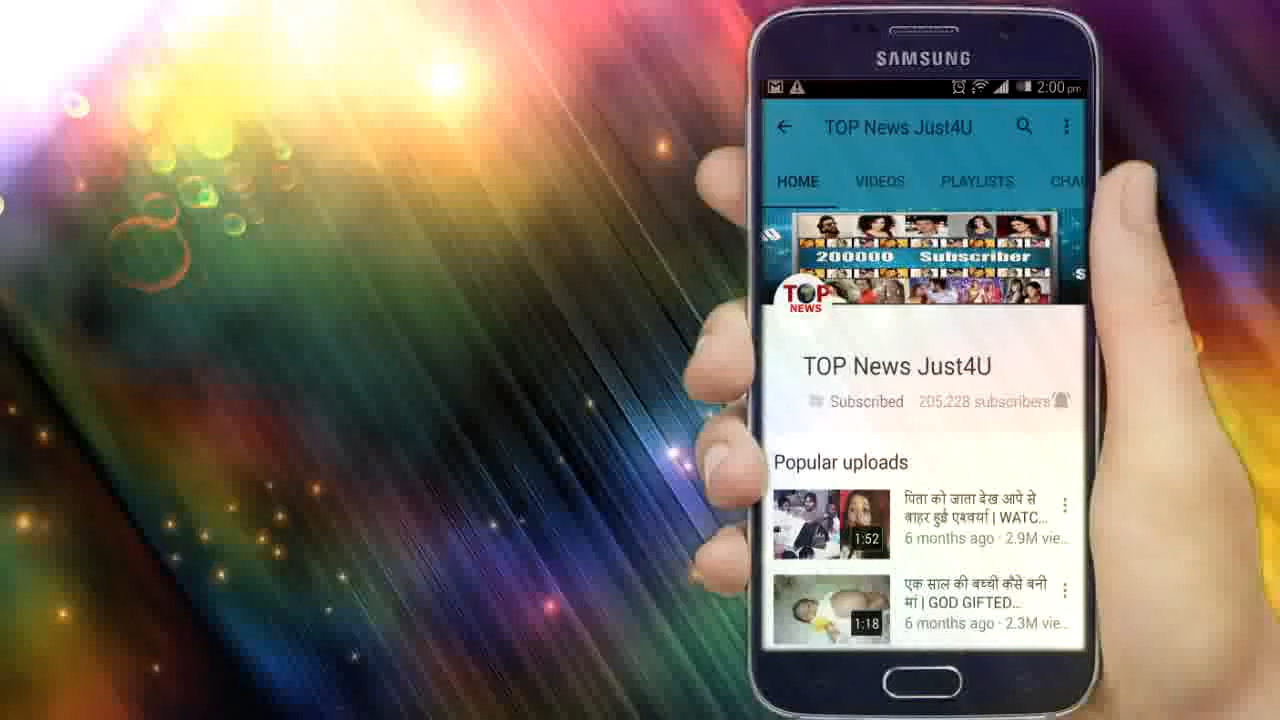 SAMSUNG
2:00 pm
TOP News Just4U
HOME VIDEOS PLAYLISTS CHA
200000 Subscriber
TOP
NEWS
TOP News Just4U
Subscribed 205,228 subscribers
Popular uploads
पिता को जाता देख आपे से
बाहर हुई | WATC...
1:52
6 months ago · 2.9M vie...
एक साल की बच्ची कैसे बनी
मां | GOD GIFTED...
1:18
6 months ago · 2.3M vie...